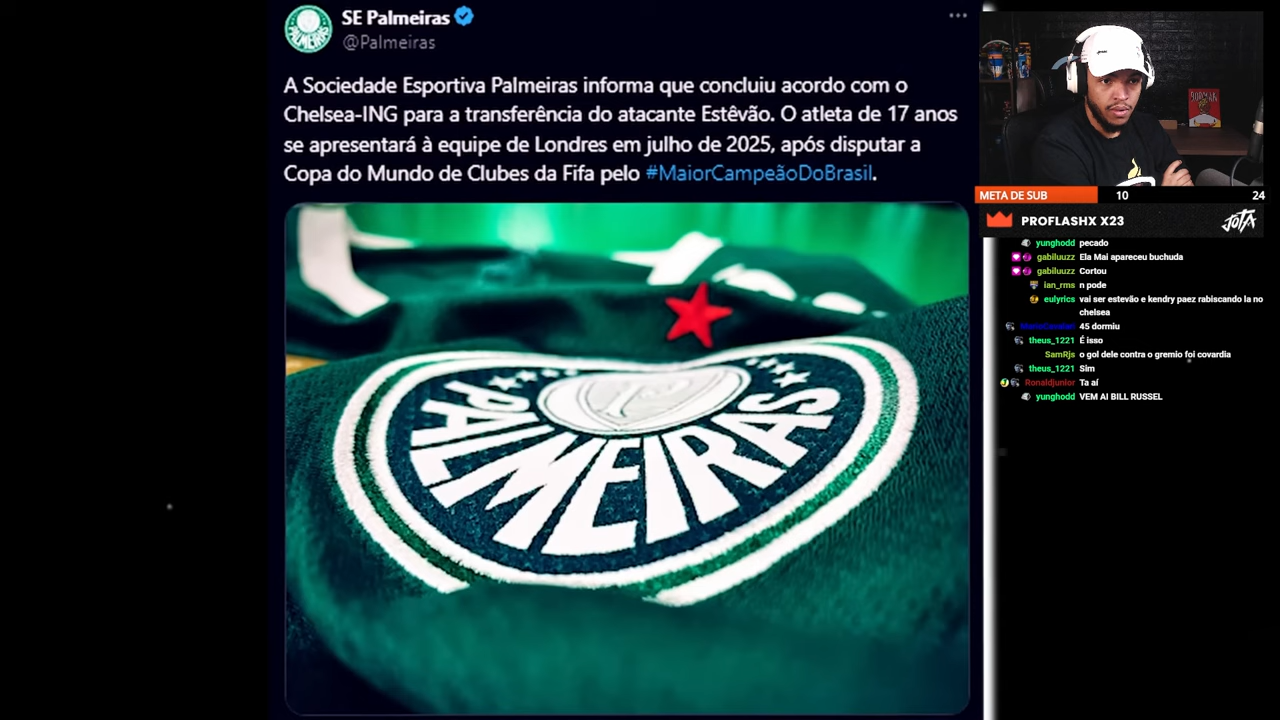 SE Palmeiras
@Palmeiras
A Sociedade Esportiva Palmeiras informa que concluiu acordo com o
Chelsea-ING para a transferência do atacante Estêvão. O atleta de 17 anos
se apresentará à equipe de Londres em julho de 2025, após disputar a
Copa do Mundo de Clubes da Fifa pelo #MaiorCampeãoDoBrasil.
PALMEIRAS
META DE SUB 10 24
PROFLASHX X23 JOTA
yunghodd pecado
gabiluuzz Ela Mai apareceu buchuda
gabiluuzz Cortou
ian_rms n pode
eulyrics vai ser estevão e kendry paez rabiscando la no
chelsea
45 dormiu
theus_1221 É isso
SamRjs o gol dele contra o gremio foi covardia
theus_1221 Sim
Ronaldjunior Ta aí
yunghodd VEM AI BILL RUSSEL